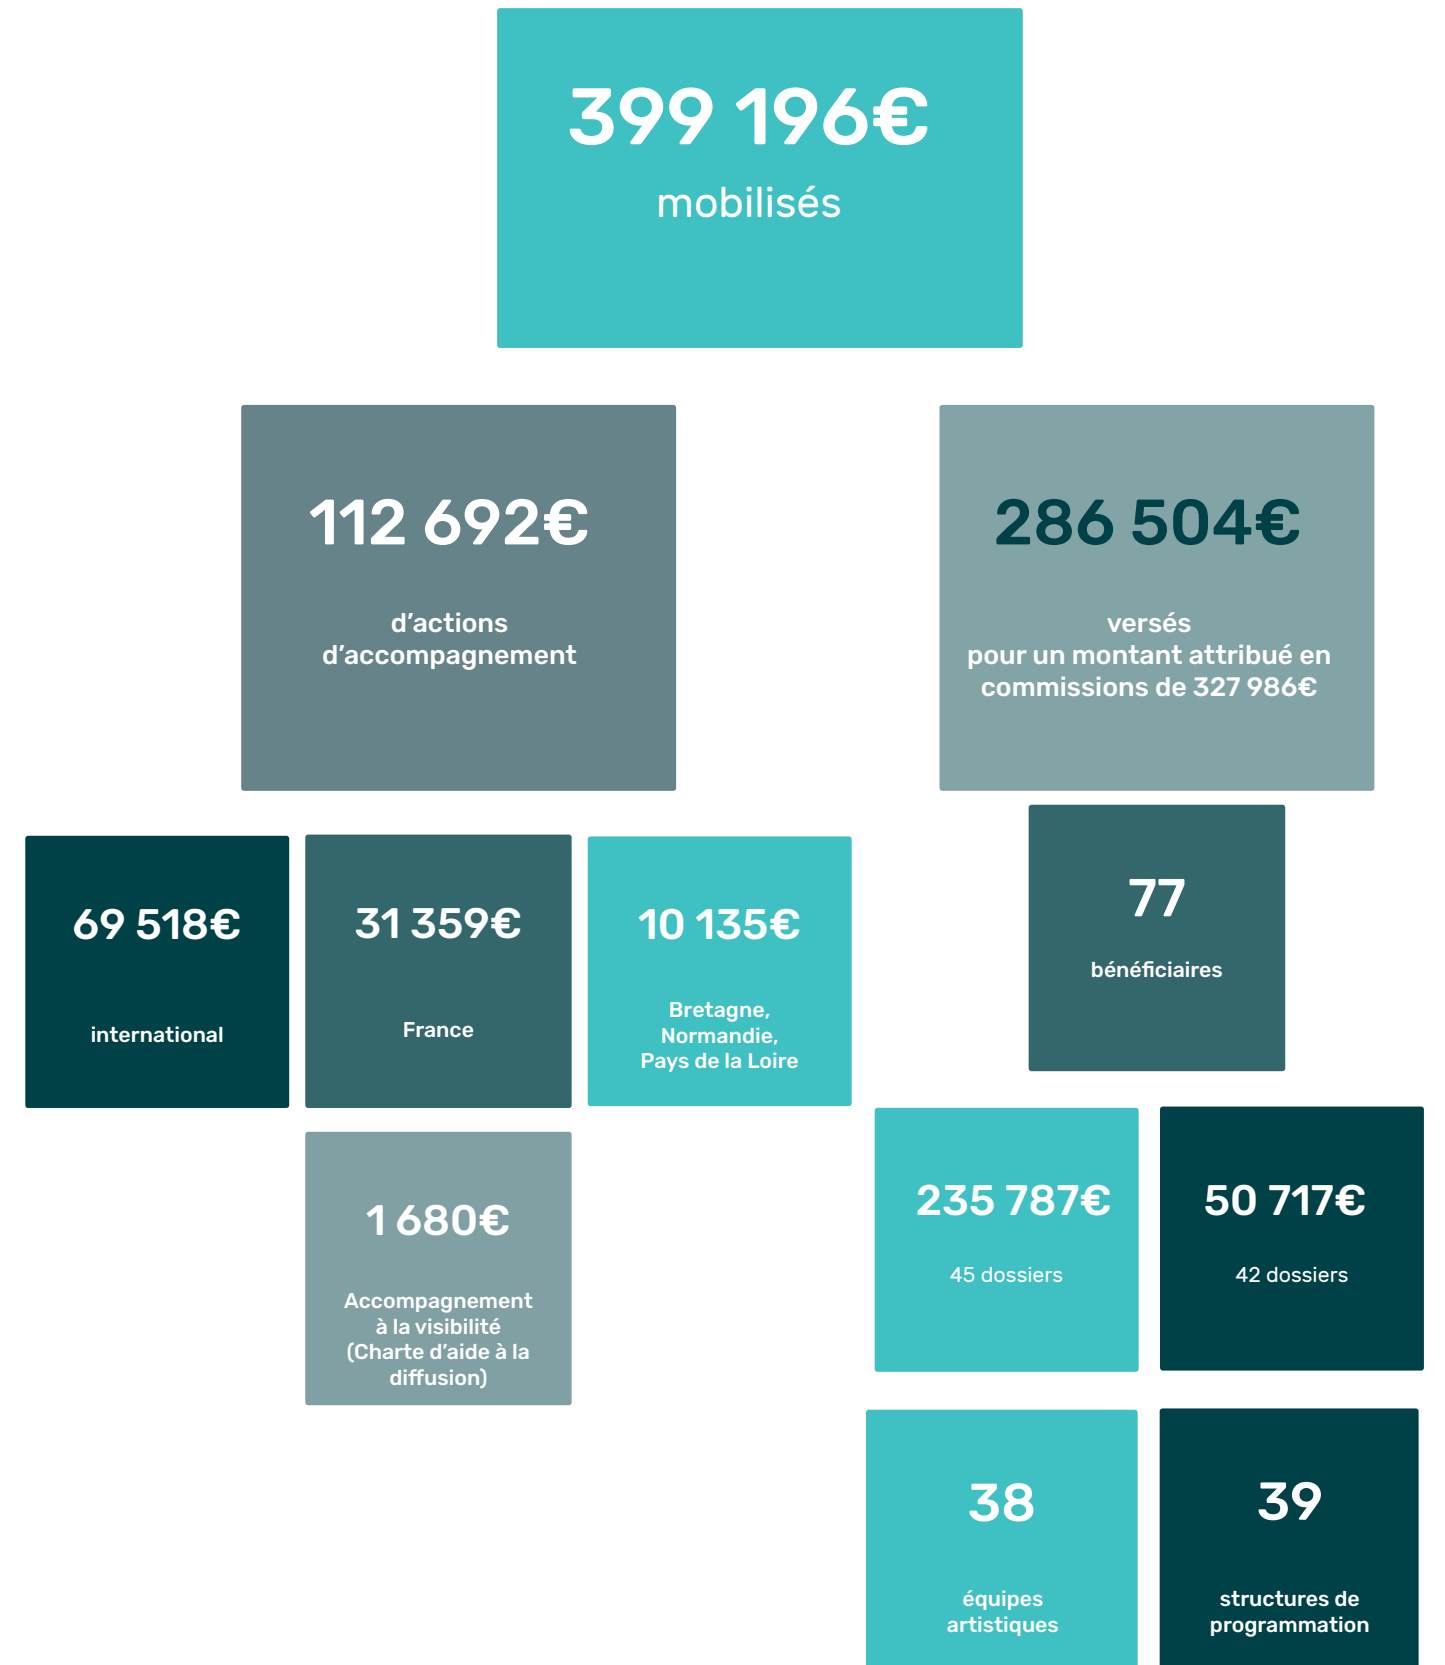 399 196€
mobilisés
112 692€
d’actions
d’accompagnement
286 504€
versés
pour un montant attribué en
commissions de 327 986€
69 518€
international
31 359€
France
10 135€
Bretagne,
Normandie,
Pays de la Loire
77
bénéficiaires
1 680€
Accompagnement
à la visibilité
(Charte d’aide à la
diffusion)
235 787€
45 dossiers
50 717€
42 dossiers
38
équipes
artistiques
39
structures de
programmation